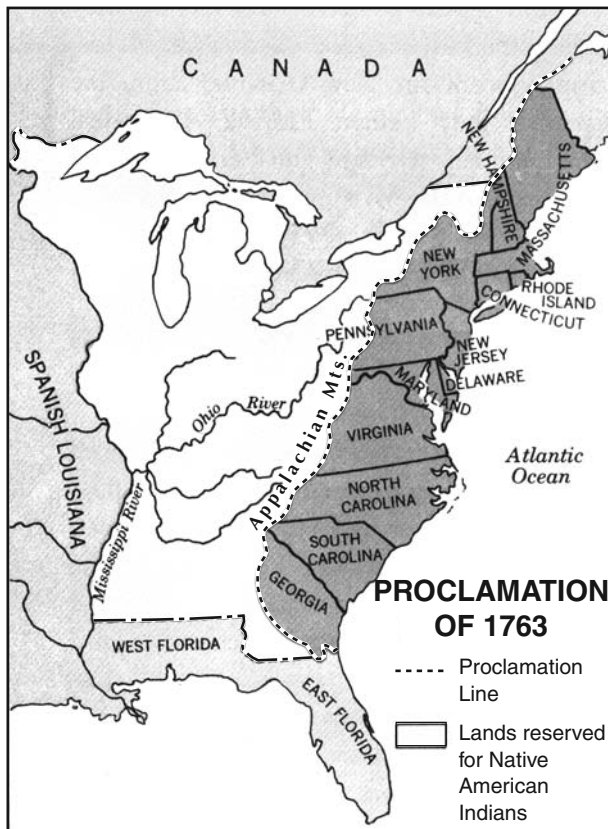 CANADA
NEW HAMPSHIRE
MASSACHUSETTS
NEW
YORK
RHODE
ISLAND
CONNECTICUT
PENNSYLVANIA
NEW
JERSEY
DELAWARE
MARYLAND
SPANISH LOUISIANA
Ohio River
Appalachian Mts.
VIRGINIA
Atlantic
Ocean
NORTH
CAROLINA
Mississippi River
SOUTH
CAROLINA
GEORGIA
WEST FLORIDA
EAST FLORIDA
PROCLAMATION
OF 1763
Proclamation
Line
Lands reserved
for Native
American
Indians